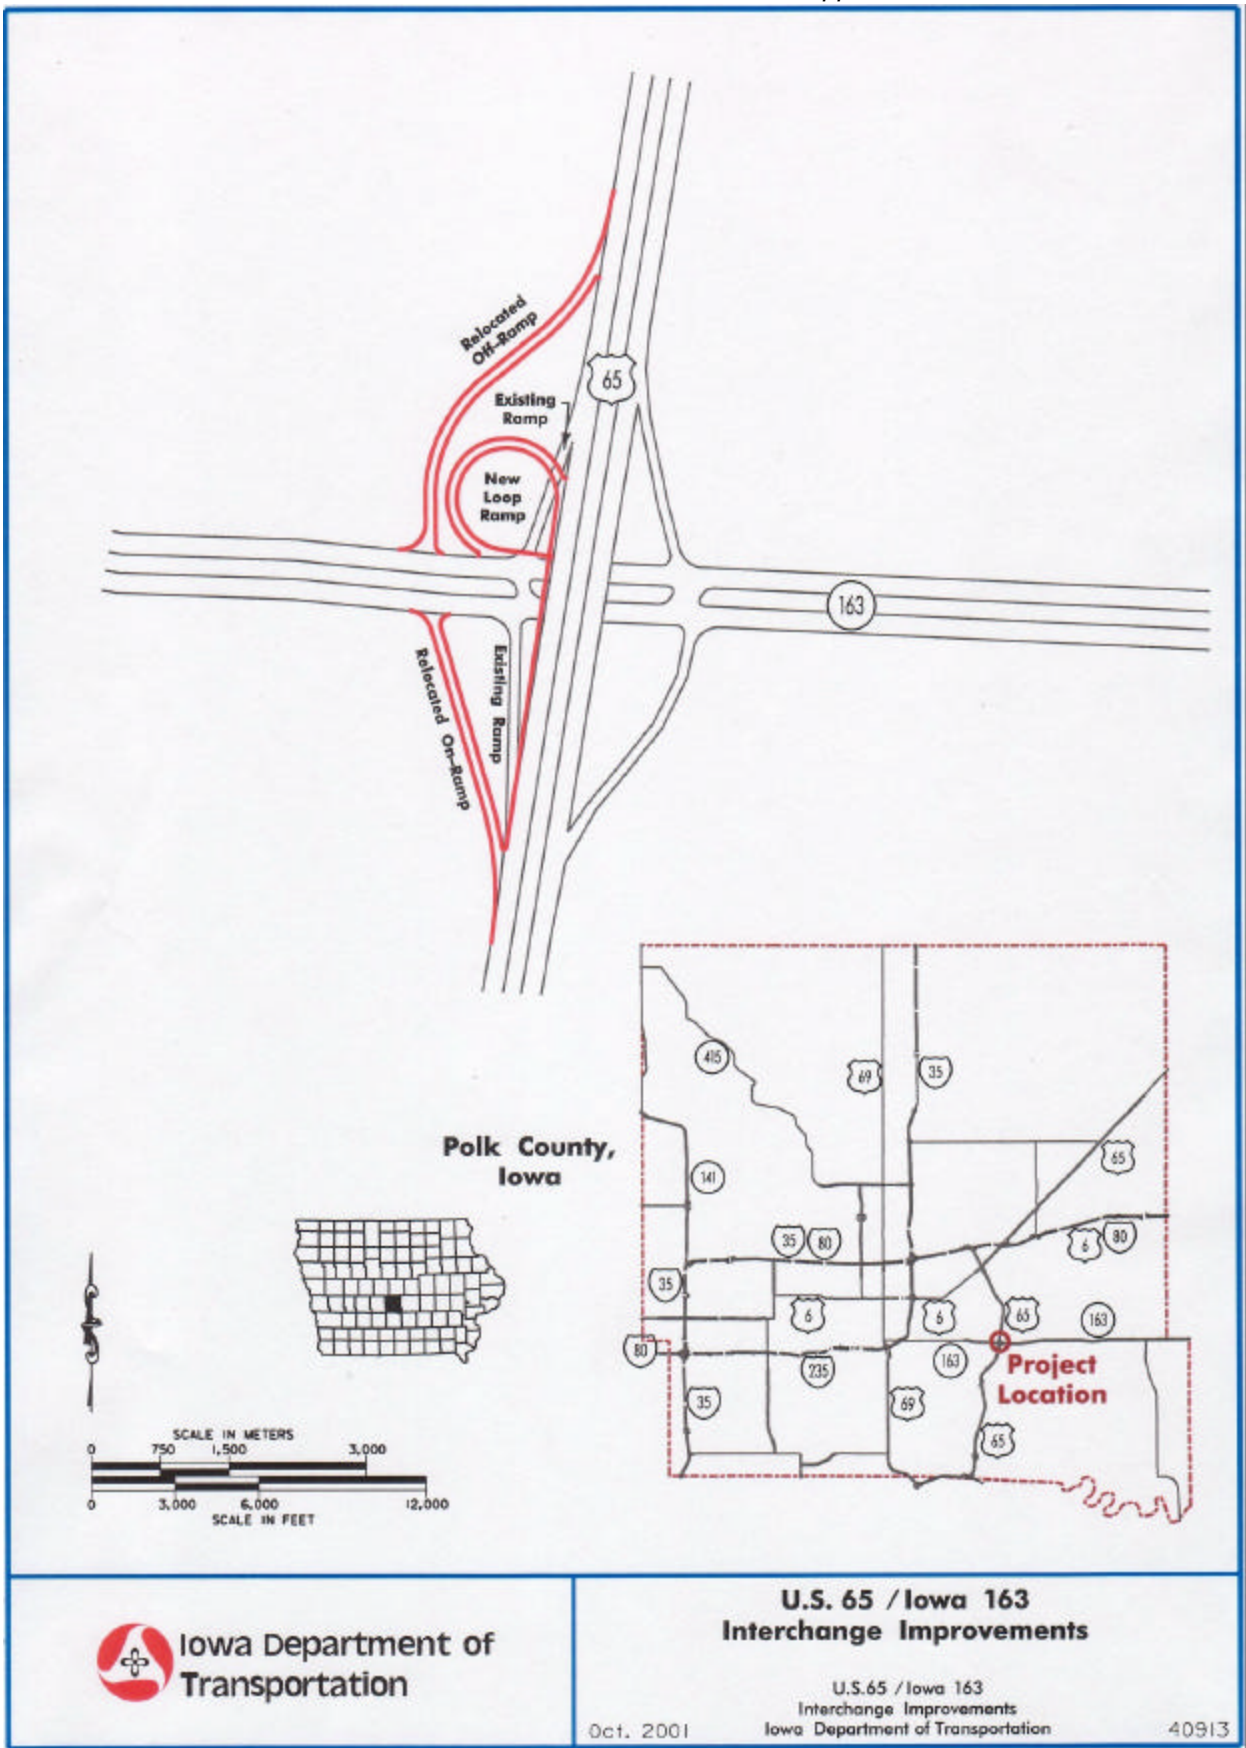 Relocated
Off-Ramp
65
Existing
Ramp
New
Loop
Ramp
163
Existing Ramp
Relocated On-Ramp
415
69
35
Polk County,
Iowa
65
141
35
80
6
80
35
6
6
65
163
80
235
163
Project
Location
35
69
65
SCALE IN METERS
0 750 1,500 3,000
0 3,000 6,000 12,000
SCALE IN FEET
Iowa Department of
Transportation
U.S. 65 / Iowa 163
Interchange Improvements
U.S.65 / Iowa 163
Interchange Improvements
Iowa Department of Transportation
Oct. 2001
40913